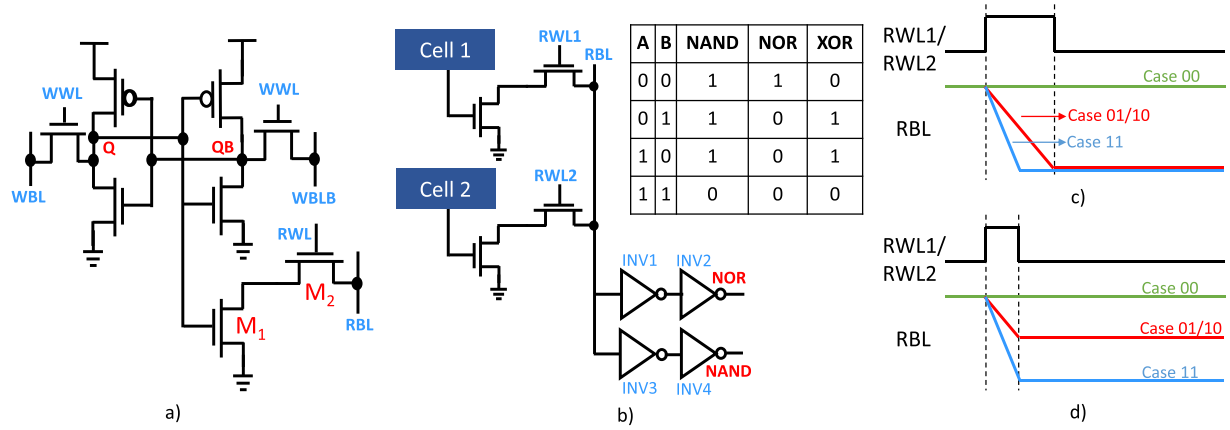 WWL
Q
QB
WWL
WBL
WBLB
RWL
M1
M2
RBL
a)
Cell 1
RWL1
RBL
Cell 2
RWL2
INV1
INV2
NOR
INV3
INV4
NAND
b)
A B NAND NOR XOR
0 0 1 1 0
0 1 1 0 1
1 0 1 0 1
1 1 0 0 0
RWL1/
RWL2
Case 00
RBL
Case 01/10
Case 11
c)
RWL1/
RWL2
Case 00
RBL
Case 01/10
Case 11
d)